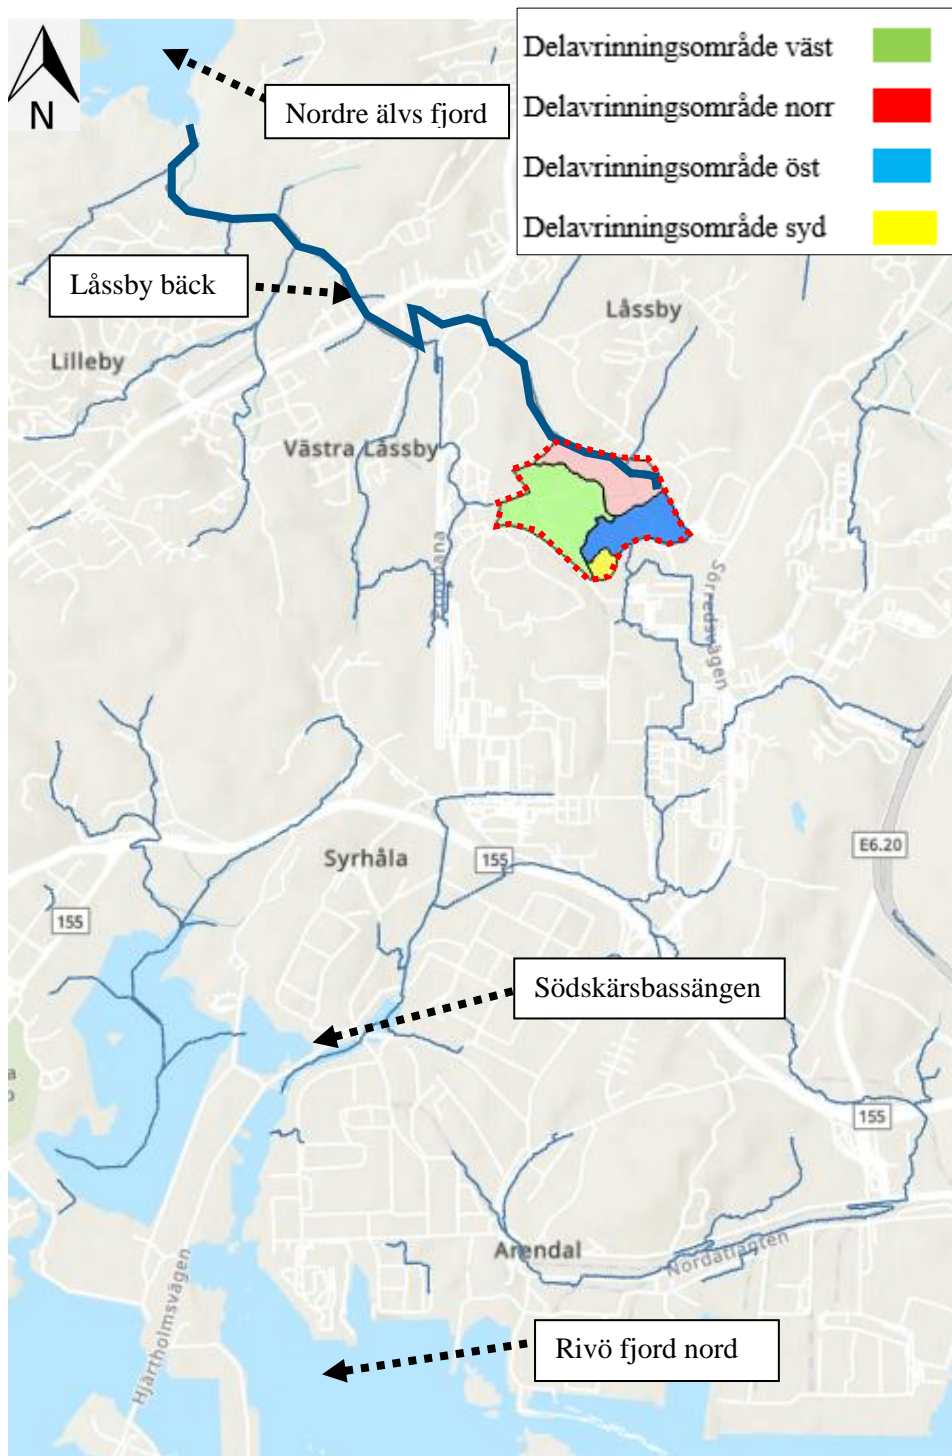 N
Nordre älvs fjord
Delavrinningsområde väst
Delavrinningsområde norr
Delavrinningsområde öst
Delavrinningsområde syd
Låssby bäck
Låssby
Lilleby
Västra Låssby
Provbana
Sörredsvägen
Syrhåla
155
E6.20
155
Södskärsbassängen
a
o
155
Arendal
Nordatlanten
Hjärtholmsvägen
Rivö fjord nord